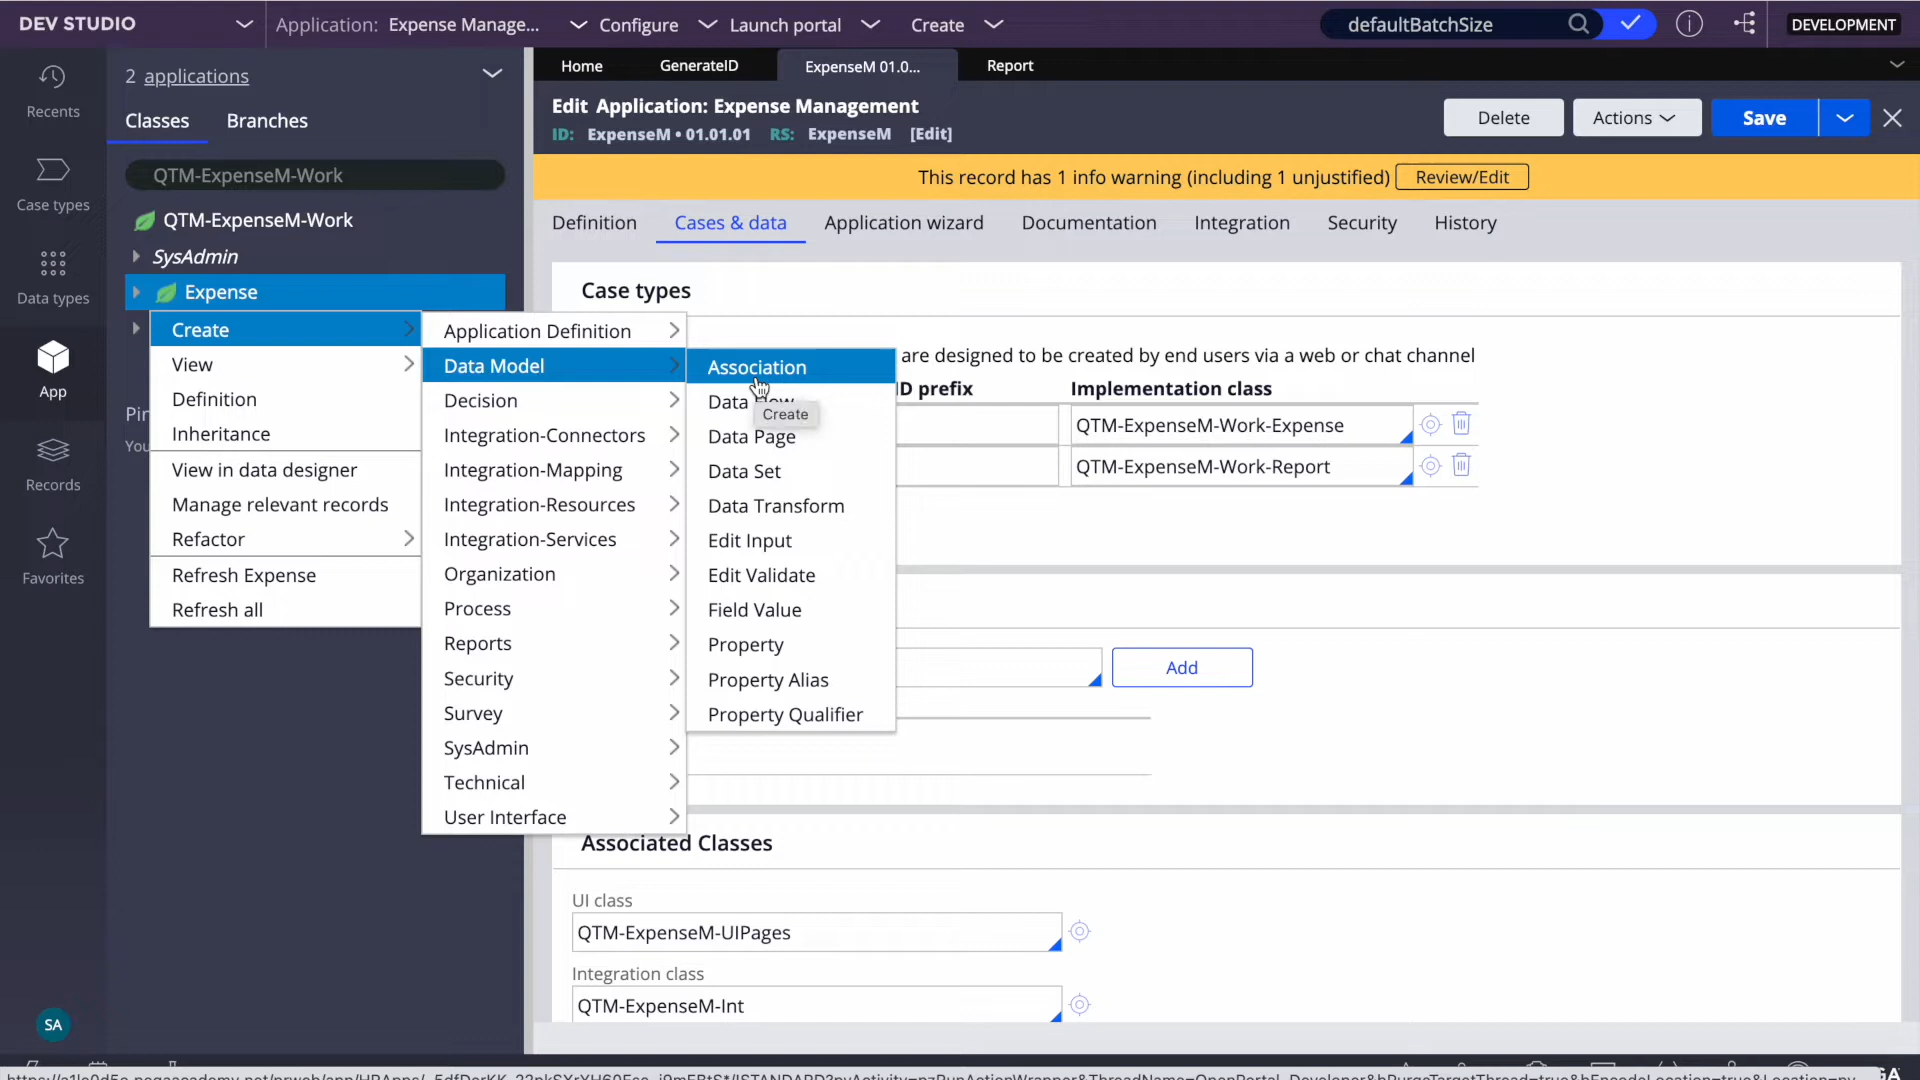 DEV STUDIO
Application: Expense Manage...
Configure
Launch portal
Create
defaultBatchSize
DEVELOPMENT
Recents
Case types
Data types
App
Records
Favorites
SA
2 applications
Classes
Branches
QTM-ExpenseM-Work
QTM-ExpenseM-Work
SysAdmin
Expense
Create
View
Definition
Inheritance
View in data designer
Manage relevant records
Refactor
Refresh Expense
Refresh all
Application Definition
Data Model
Decision
Integration-Connectors
Integration-Mapping
Integration-Resources
Integration-Services
Organization
Process
Reports
Security
Survey
SysAdmin
Technical
User Interface
Association
Data
Create
Data Page
Data Set
Data Transform
Edit Input
Edit Validate
Field Value
Property
Property Alias
Property Qualifier
Home
GenerateID
ExpenseM 01.0...
Report
Edit Application: Expense Management
ID: ExpenseM • 01.01.01 RS: ExpenseM [Edit]
Delete
Actions
Save
This record has 1 info warning (including 1 unjustified)
Review/Edit
Definition
Cases & data
Application wizard
Documentation
Integration
Security
History
Case types
are designed to be created by end users via a web or chat channel
ID prefix
Implementation class
QTM-ExpenseM-Work-Expense
QTM-ExpenseM-Work-Report
Add
Associated Classes
UI class
QTM-ExpenseM-UIPages
Integration class
QTM-ExpenseM-Int